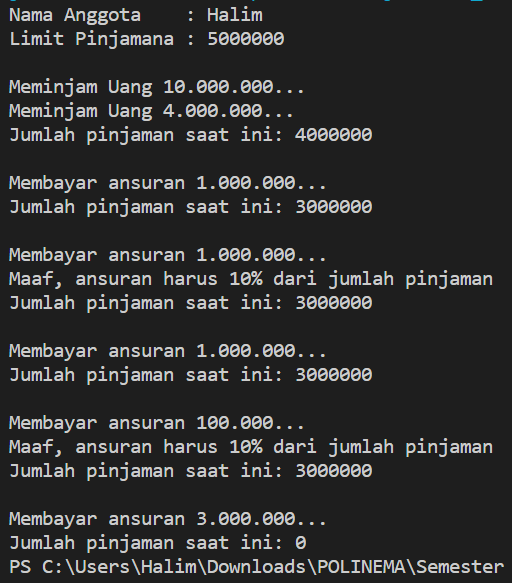 Nama Anggota    : Halim
Limit Pinjamana : 5000000

Meminjam Uang 10.000.000...
Meminjam Uang 4.000.000...
Jumlah pinjaman saat ini: 4000000

Membayar ansuran 1.000.000...
Jumlah pinjaman saat ini: 3000000

Membayar ansuran 1.000.000...
Maaf, ansuran harus 10% dari jumlah pinjaman
Jumlah pinjaman saat ini: 3000000

Membayar ansuran 1.000.000...
Jumlah pinjaman saat ini: 3000000

Membayar ansuran 100.000...
Maaf, ansuran harus 10% dari jumlah pinjaman
Jumlah pinjaman saat ini: 3000000

Membayar ansuran 3.000.000...
Jumlah pinjaman saat ini: 0
PS C:\Users\Halim\Downloads\POLINEMA\Semester